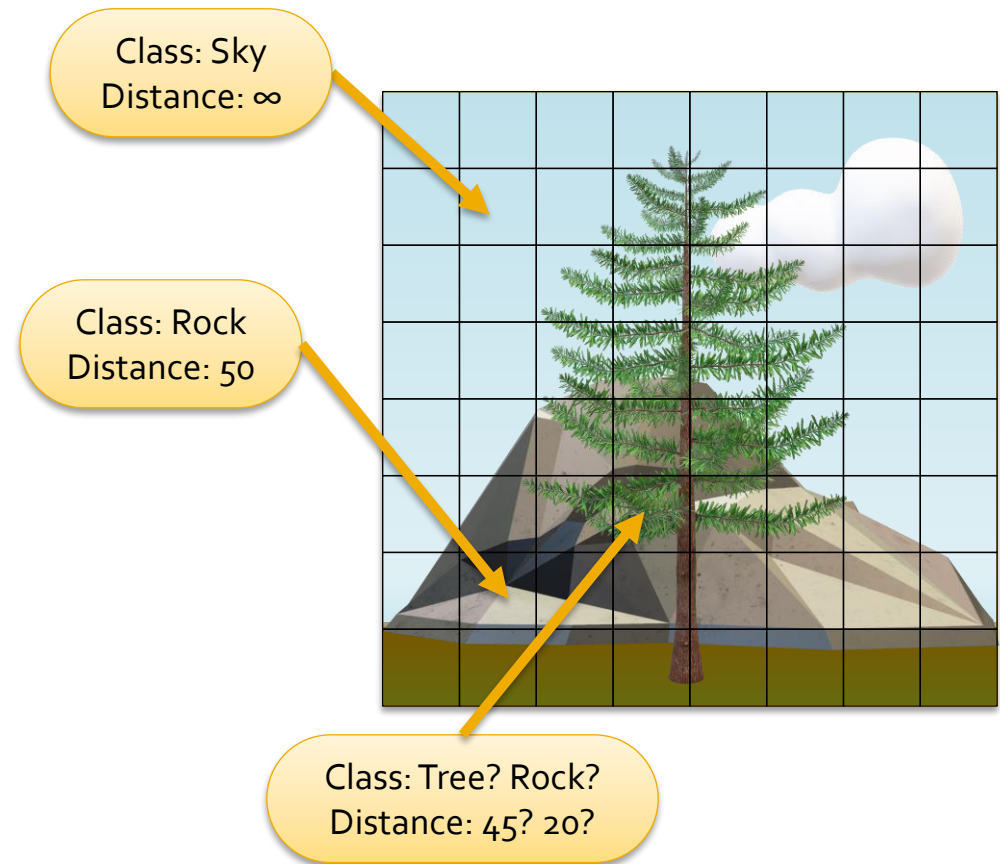 Class: Sky
Distance: ∞
Class: Rock
Distance: 50
Class: Tree? Rock?
Distance: 45? 20?